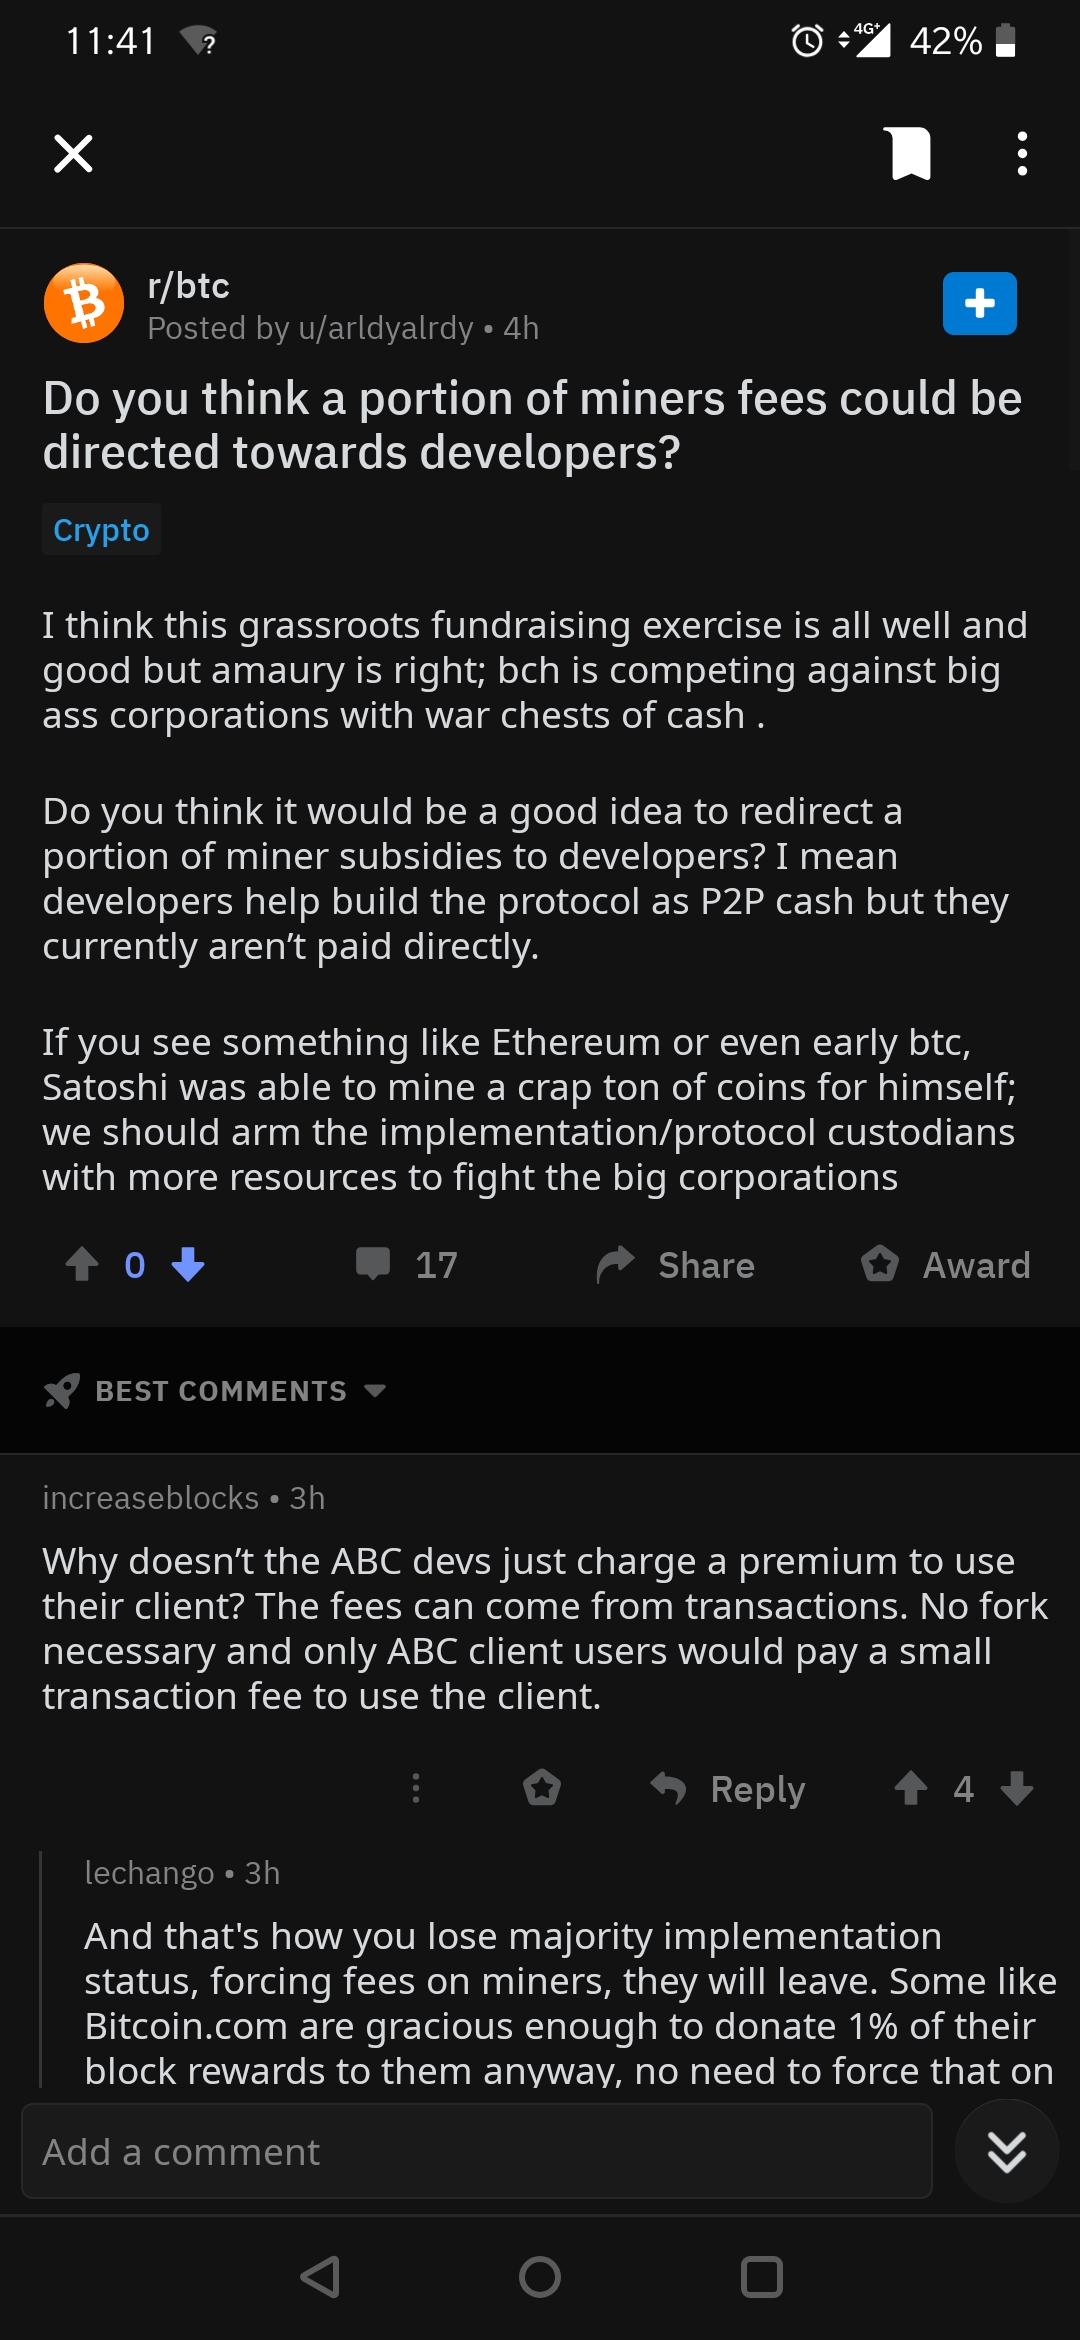 11:41
4G+ 42%
r/btc
Posted by u/arldyalrdy • 4h
Do you think a portion of miners fees could be
directed towards developers?
Crypto
I think this grassroots fundraising exercise is all well and
good but amaury is right; bch is competing against big
ass corporations with war chests of cash .
Do you think it would be a good idea to redirect a
portion of miner subsidies to developers? I mean
developers help build the protocol as P2P cash but they
currently aren’t paid directly.
If you see something like Ethereum or even early btc,
Satoshi was able to mine a crap ton of coins for himself;
we should arm the implementation/protocol custodians
with more resources to fight the big corporations
0 17 Share Award
BEST COMMENTS
increaseblocks • 3h
Why doesn’t the ABC devs just charge a premium to use
their client? The fees can come from transactions. No fork
necessary and only ABC client users would pay a small
transaction fee to use the client.
Reply 4
lechango • 3h
And that's how you lose majority implementation
status, forcing fees on miners, they will leave. Some like
Bitcoin.com are gracious enough to donate 1% of their
block rewards to them anyway, no need to force that on
Add a comment